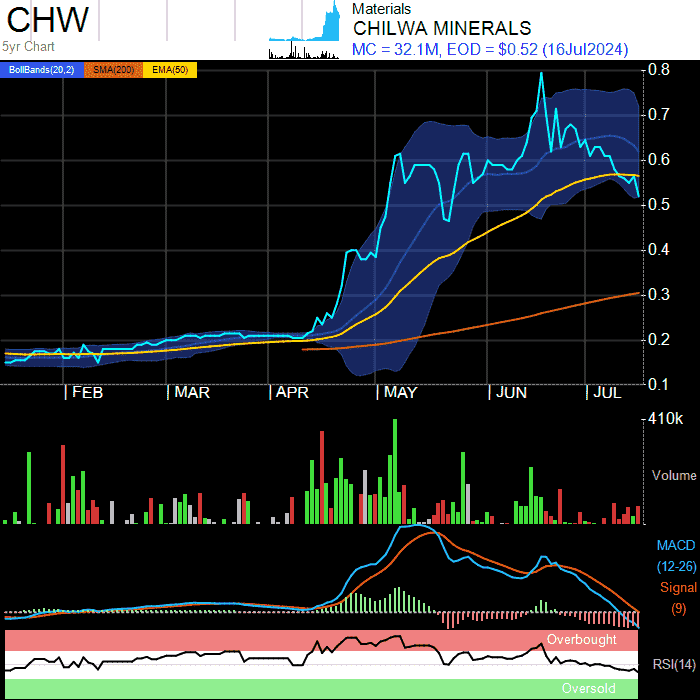 CHW
5yr Chart
Materials
CHILWA MINERALS
MC = 32.1M, EOD = $0.52 (16Jul2024)
BollBands(20,2) SMA(200) EMA(50)
0.8
0.7
0.6
0.5
0.4
0.3
0.2
0.1
FEB MAR APR MAY JUN JUL
410k
Volume
MACD
(12-26)
Signal
(9)
Overbought
RSI(14)
Oversold